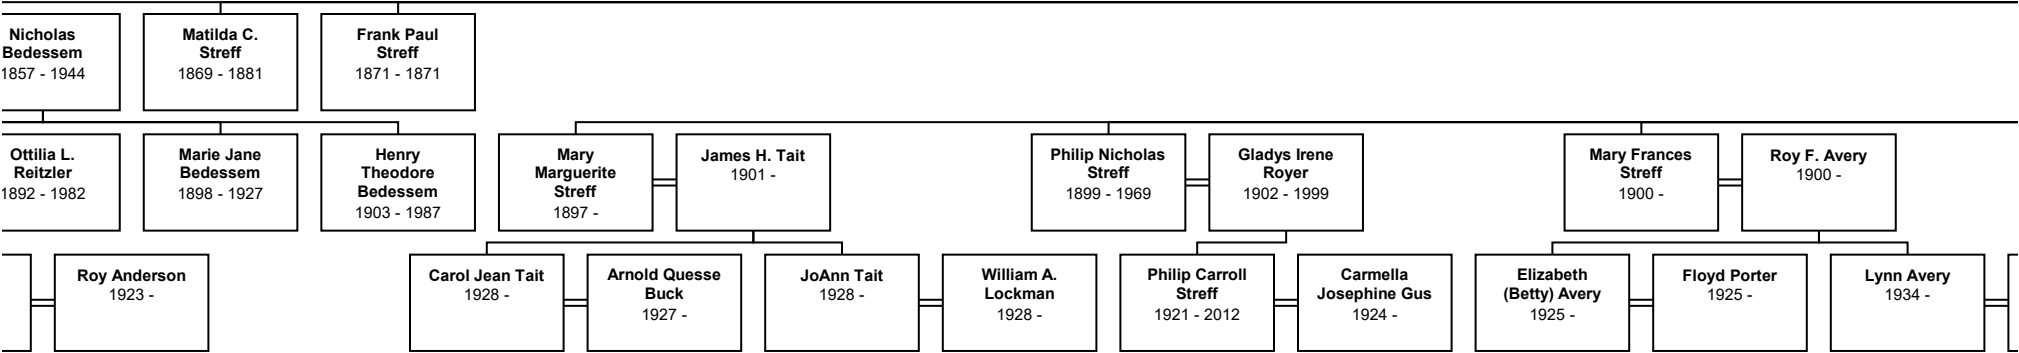 Nicholas
Bedessem
1857 - 1944
Matilda C.
Streff
1869 - 1881
Frank Paul
Streff
1871 - 1871
Ottilia L.
Reitzler
1892 - 1982
Marie Jane
Bedessem
1898 - 1927
Henry
Theodore
Bedessem
1903 - 1987
Mary
Marguerite
Streff
1897 -
James H. Tait
1901 -
Philip Nicholas
Streff
1899 - 1969
Gladys Irene
Royer
1902 - 1999
Mary Frances
Streff
1900 -
Roy F. Avery
1900 -
Roy Anderson
1923 -
Carol Jean Tait
1928 -
Arnold Quesse
Buck
1927 -
JoAnn Tait
1928 -
William A.
Lockman
1928 -
Philip Carroll
Streff
1921 - 2012
Carmella
Josephine Gus
1924 -
Elizabeth
(Betty) Avery
1925 -
Floyd Porter
1925 -
Lynn Avery
1934 -